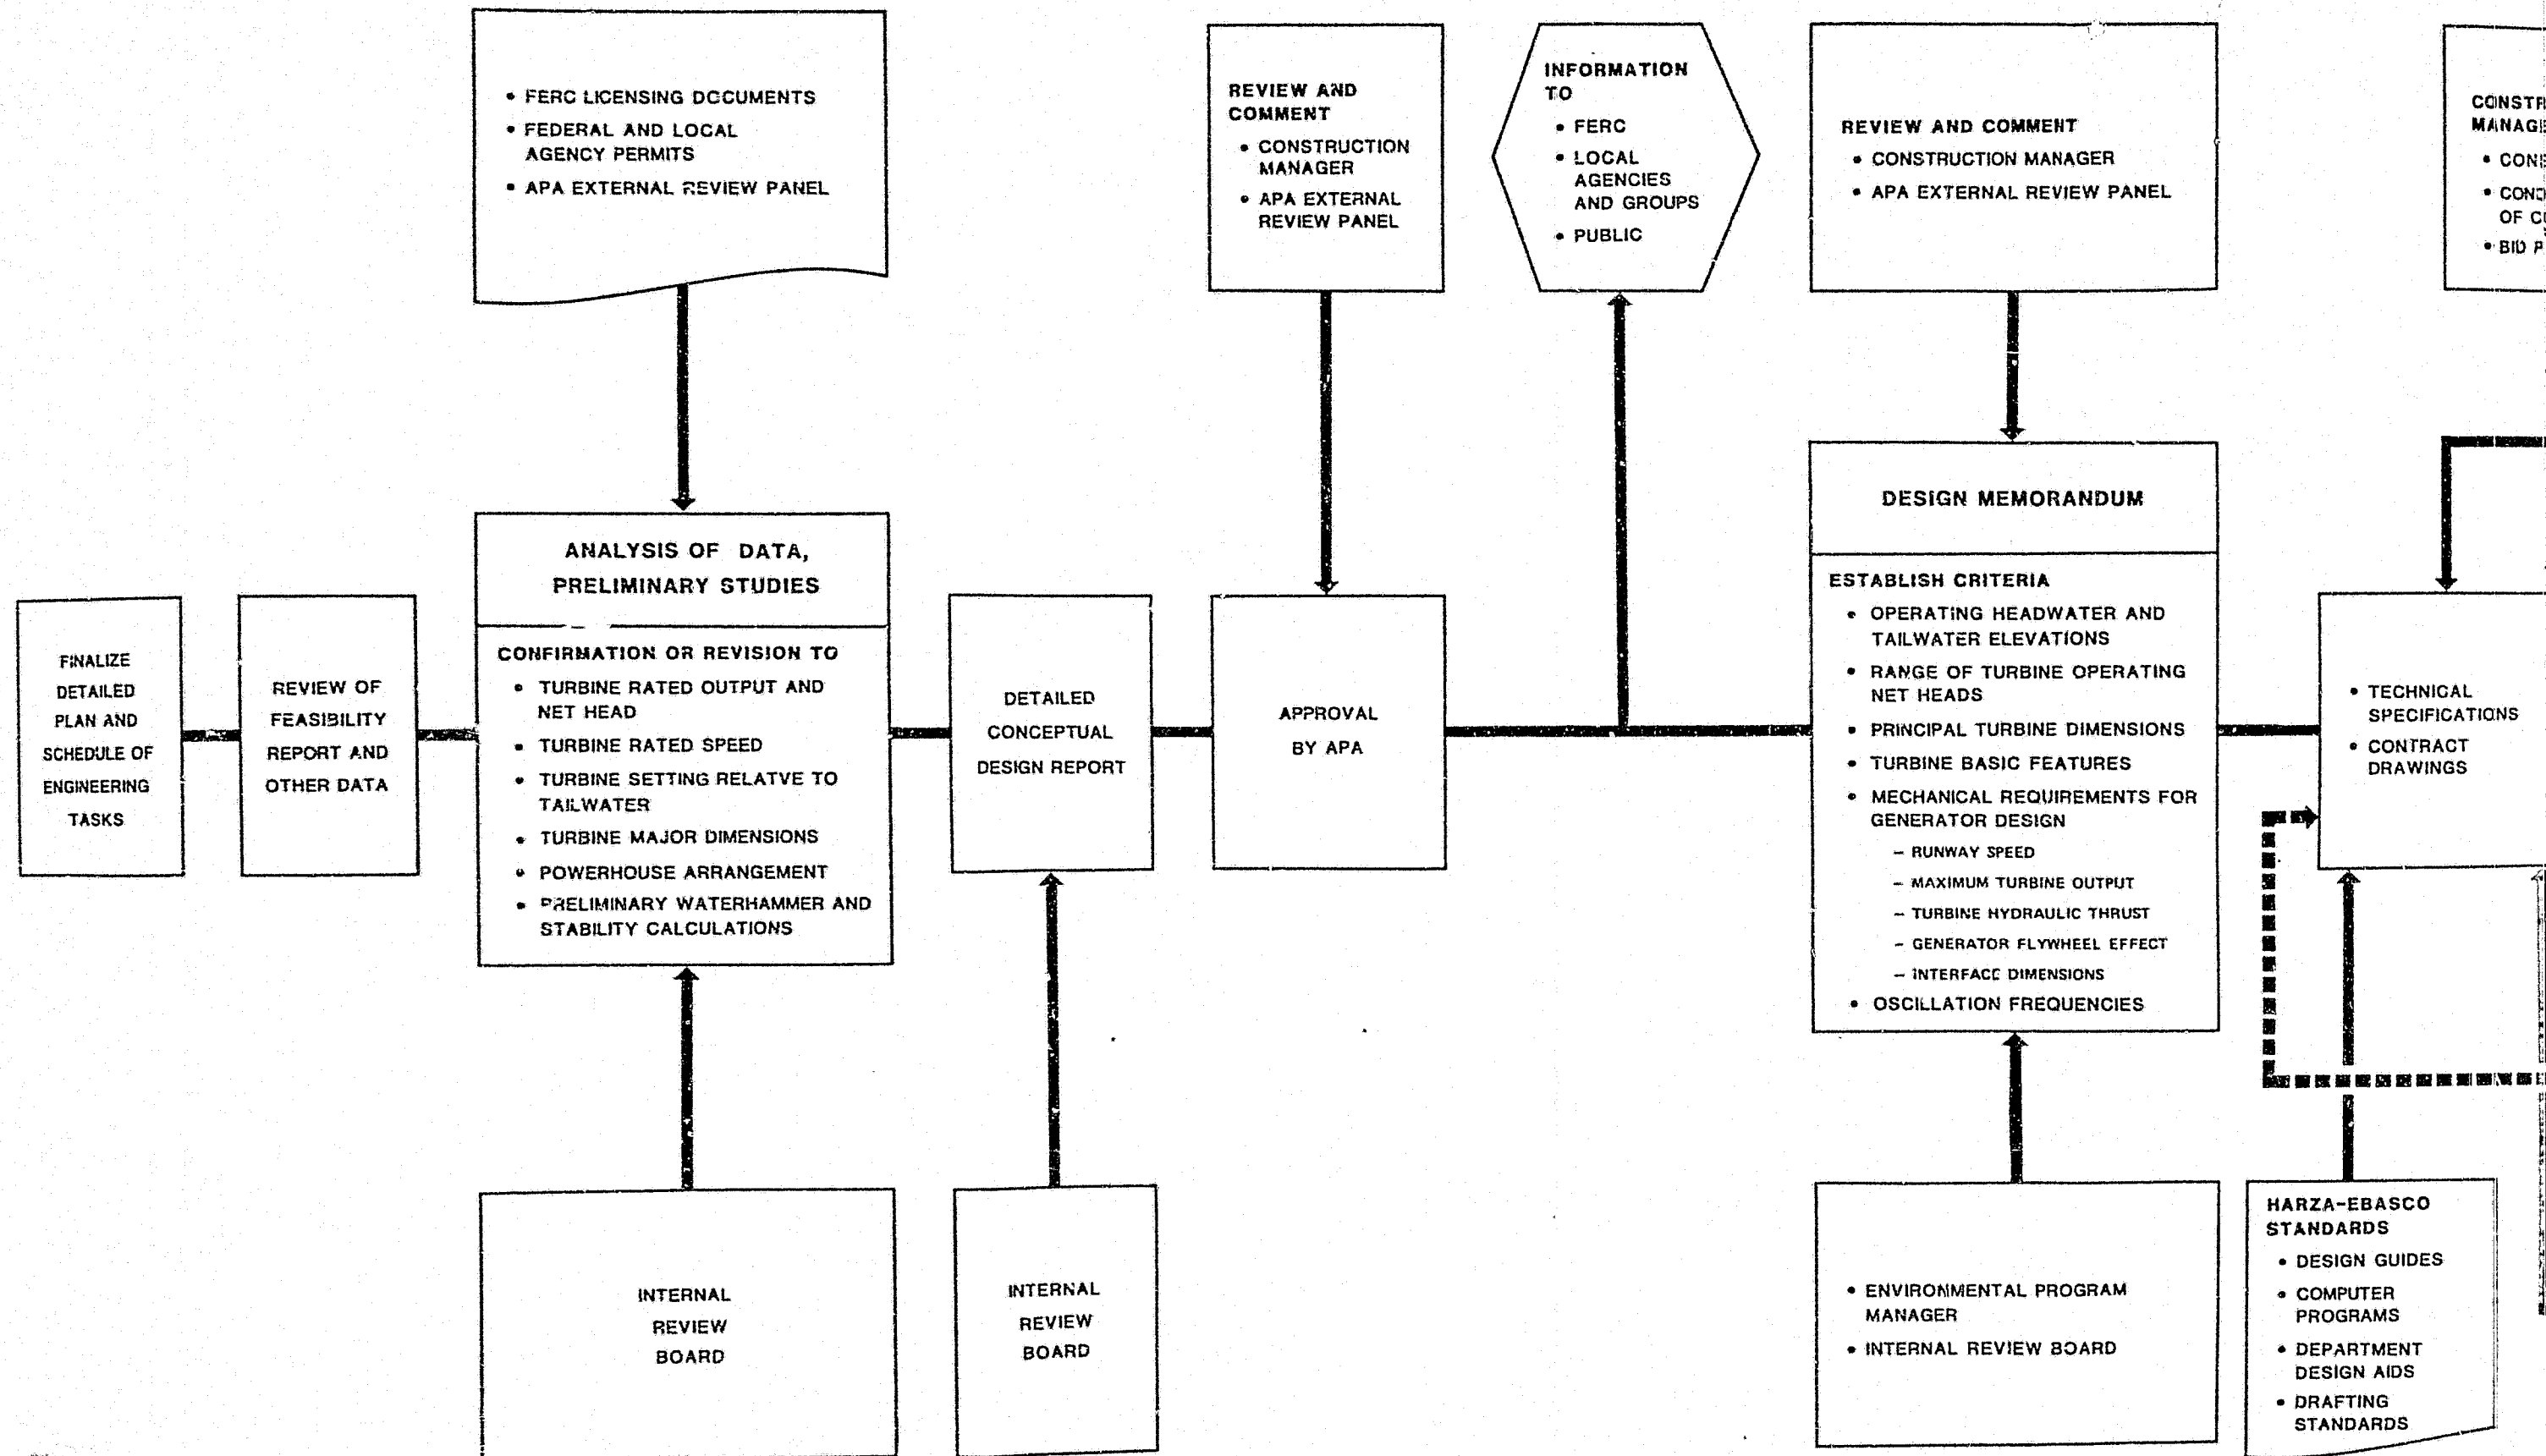 • FERC LICENSING DOCUMENTS
• FEDERAL AND LOCAL
AGENCY PERMITS
• APA EXTERNAL REVIEW PANEL
REVIEW AND
COMMENT
• CONSTRUCTION
MANAGER
• APA EXTERNAL
REVIEW PANEL
INFORMATION
TO
• FERC
• LOCAL
AGENCIES
AND GROUPS
• PUBLIC
REVIEW AND COMMENT
• CONSTRUCTION MANAGER
• APA EXTERNAL REVIEW PANEL
• BID
FINALIZE
DETAILED
PLAN AND
SCHEDULE OF
ENGINEERING
TASKS
REVIEW OF
FEASIBILITY
REPORT AND
OTHER DATA
ANALYSIS OF DATA,
PRELIMINARY STUDIES
CONFIRMATION OR REVISION TO
• TURBINE RATED OUTPUT AND
NET HEAD
• TURBINE RATED SPEED
• TURBINE SETTING RELATVE TO
TAILWATER
• TURBINE MAJOR DIMENSIONS
• POWERHOUSE ARRANGEMENT
• PRELIMINARY WATERHAMMER AND
STABILITY CALCULATIONS
DETAILED
CONCEPTUAL
DESIGN REPORT
APPROVAL
BY APA
DESIGN MEMORANDUM
ESTABLISH CRITERIA
• OPERATING HEADWATER AND
TAILWATER ELEVATIONS
• RANGE OF TURBINE OPERATING
NET HEADS
• PRINCIPAL TURBINE DIMENSIONS
• TURBINE BASIC FEATURES
• MECHANICAL REQUIREMENTS FOR
GENERATOR DESIGN
– RUNWAY SPEED
– MAXIMUM TURBINE OUTPUT
– TURBINE HYDRAULIC THRUST
– GENERATOR FLYWHEEL EFFECT
– INTERFACE DIMENSIONS
• OSCILLATION FREQUENCIES
• TECHNICAL
SPECIFICATIONS
• CONTRACT
DRAWINGS
INTERNAL
REVIEW
BOARD
INTERNAL
REVIEW
BOARD
• ENVIRONMENTAL PROGRAM
MANAGER
• INTERNAL REVIEW BOARD
HARZA-EBASCO
STANDARDS
• DESIGN GUIDES
• COMPUTER
PROGRAMS
• DEPARTMENT
DESIGN AIDS
• DRAFTING
STANDARDS